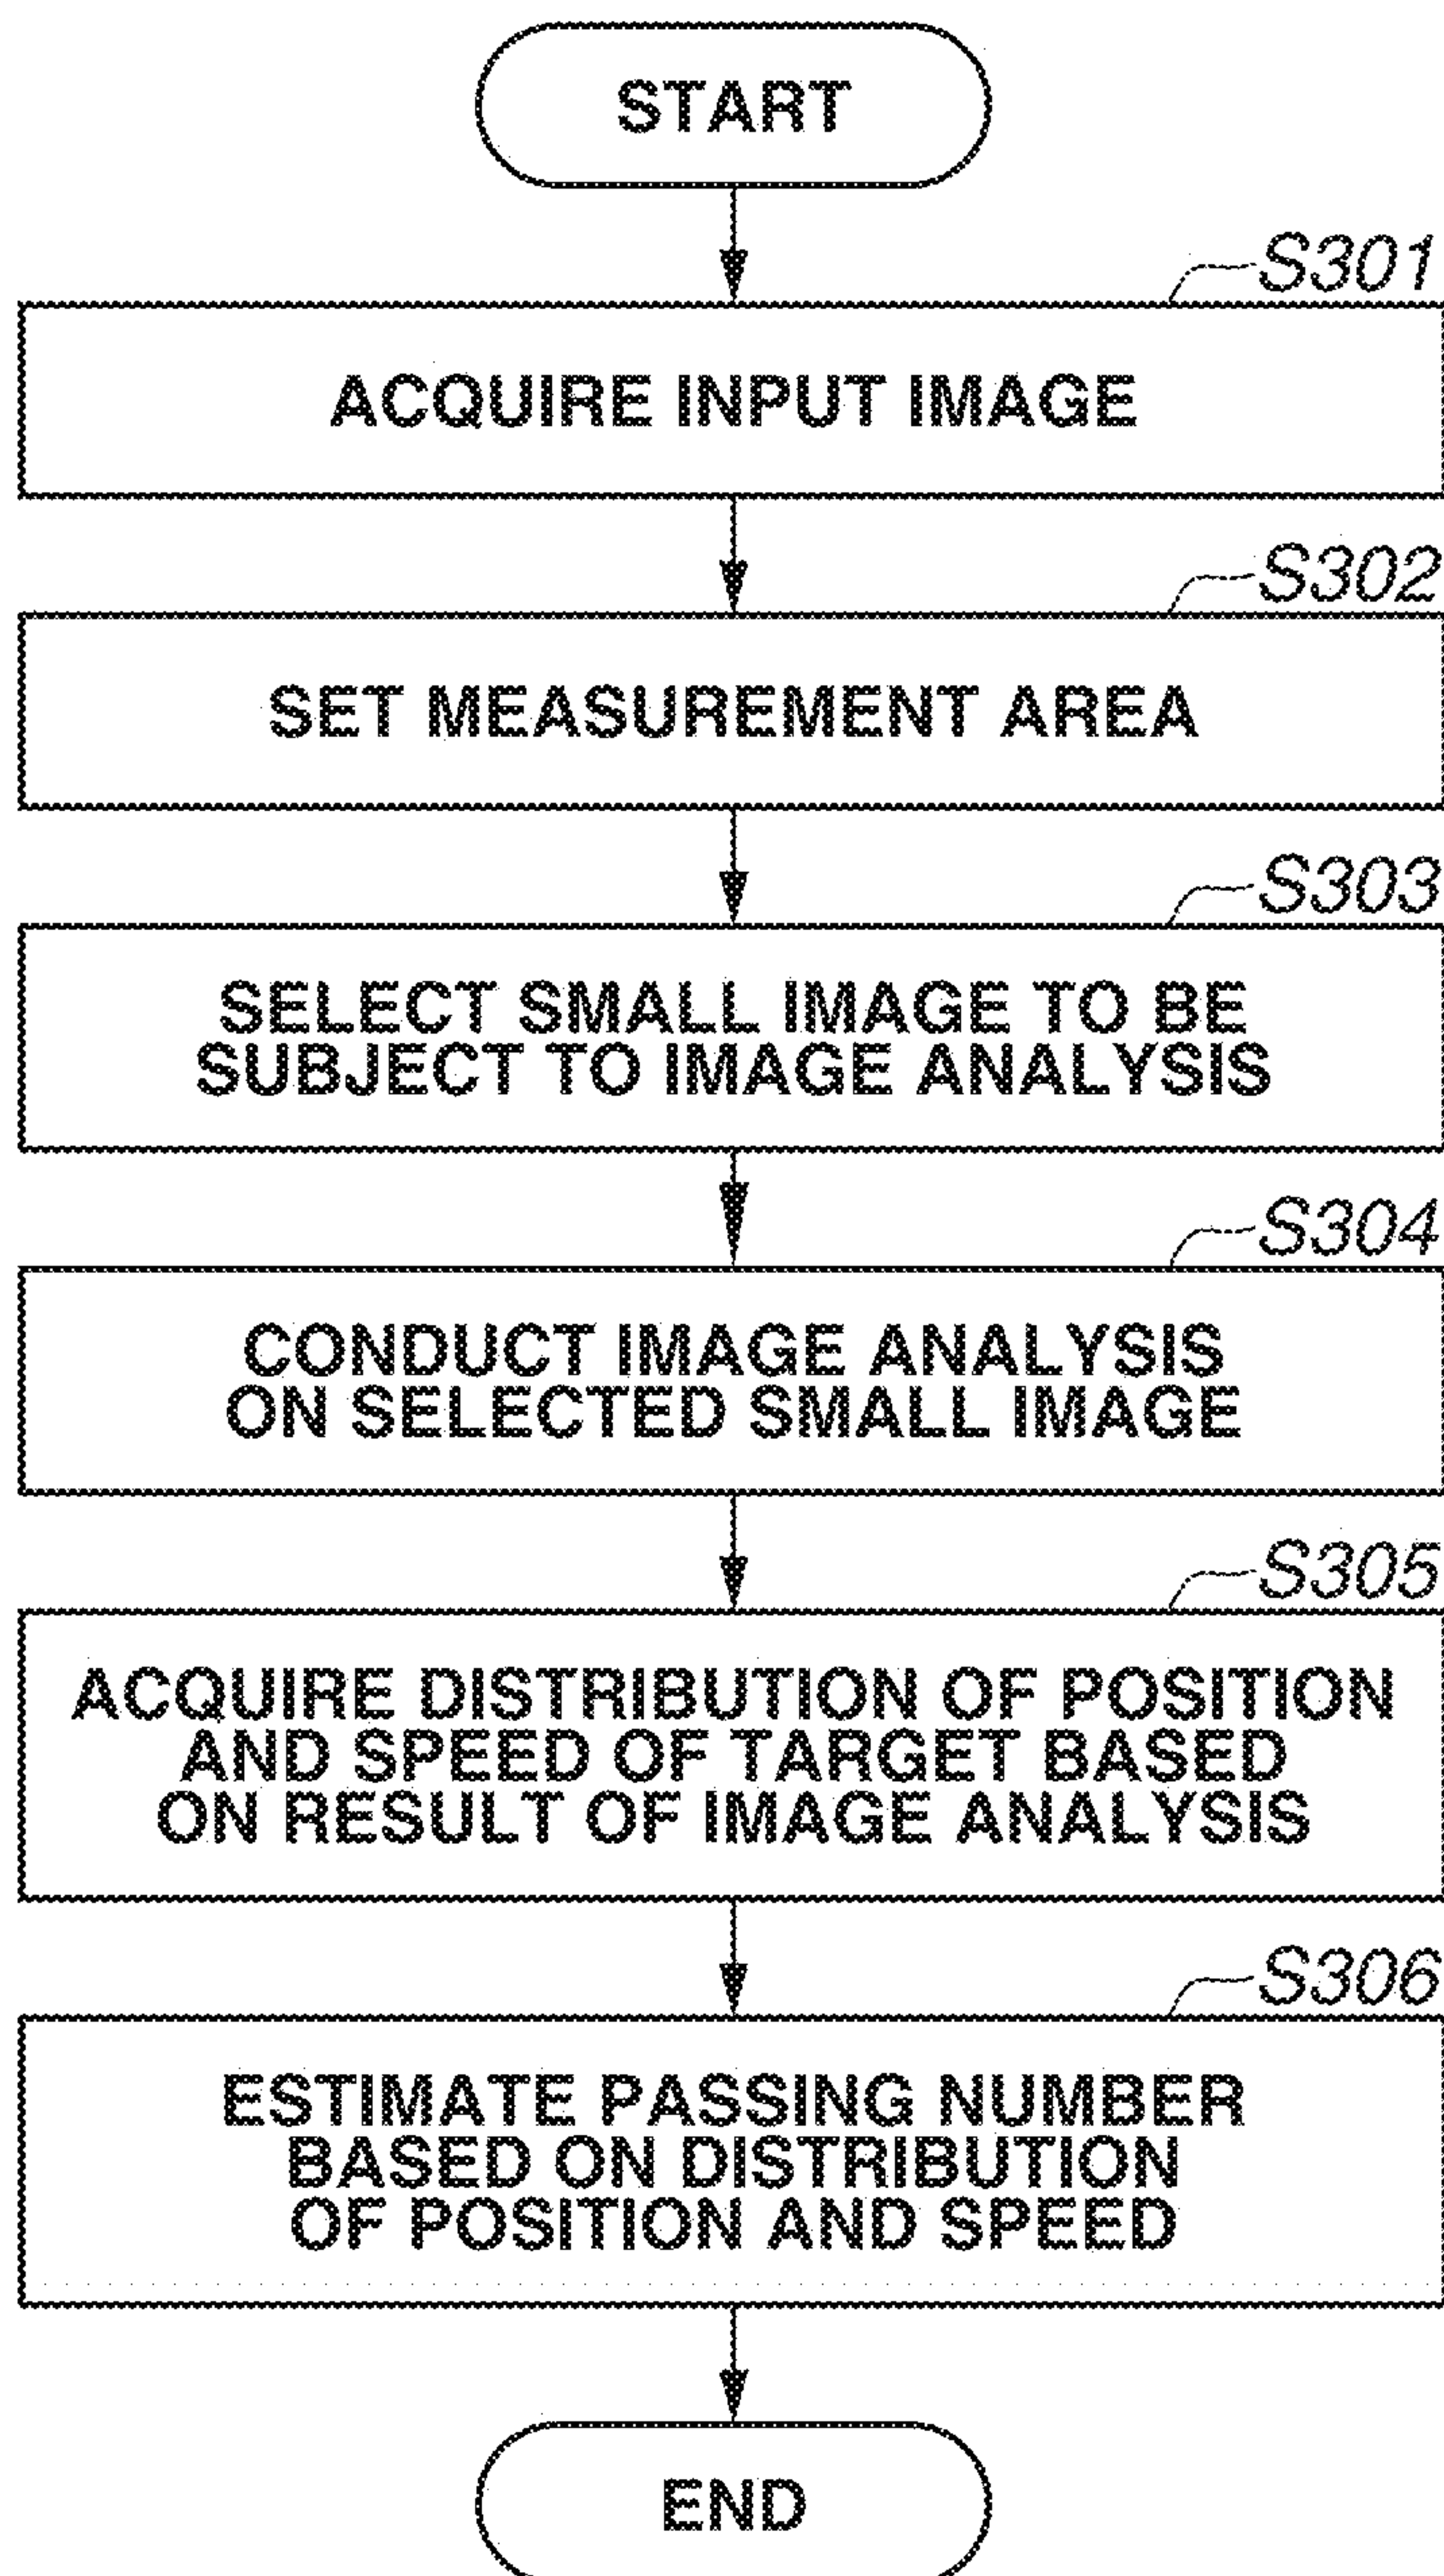 START
S301
ACQUIRE INPUT IMAGE
S302
SET MEASUREMENT AREA
S303
SELECT SMALL IMAGE TO BE
SUBJECT TO IMAGE ANALYSIS
S304
CONDUCT IMAGE ANALYSIS
ON SELECTED SMALL IMAGE
S305
ACQUIRE DISTRIBUTION OF POSITION
AND SPEED OF TARGET BASED
ON RESULT OF IMAGE ANALYSIS
S306
ESTIMATE PASSING NUMBER
BASED ON DISTRIBUTION
OF POSITION AND SPEED
END